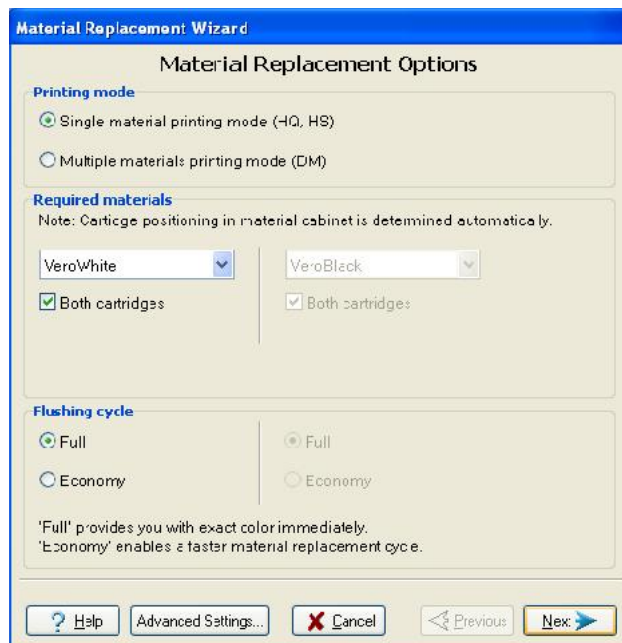 Material Replacement Wizard
Material Replacement Options
Printing mode
Single material printing mode (HQ, HS)
Multiple materials printing mode (DM)
Required materials
Note: Carticge positioning in material cabinet is determined automatically.
VeroWhite VeroBlack
Both cartridges Both cartridges
Flushing cycle
Full Full
Economy Economy
'Full' provides you with exact color immediately.
'Economy' enables a faster material replacement cycle.
? Help Advanced Settings... Cancel Previous Next